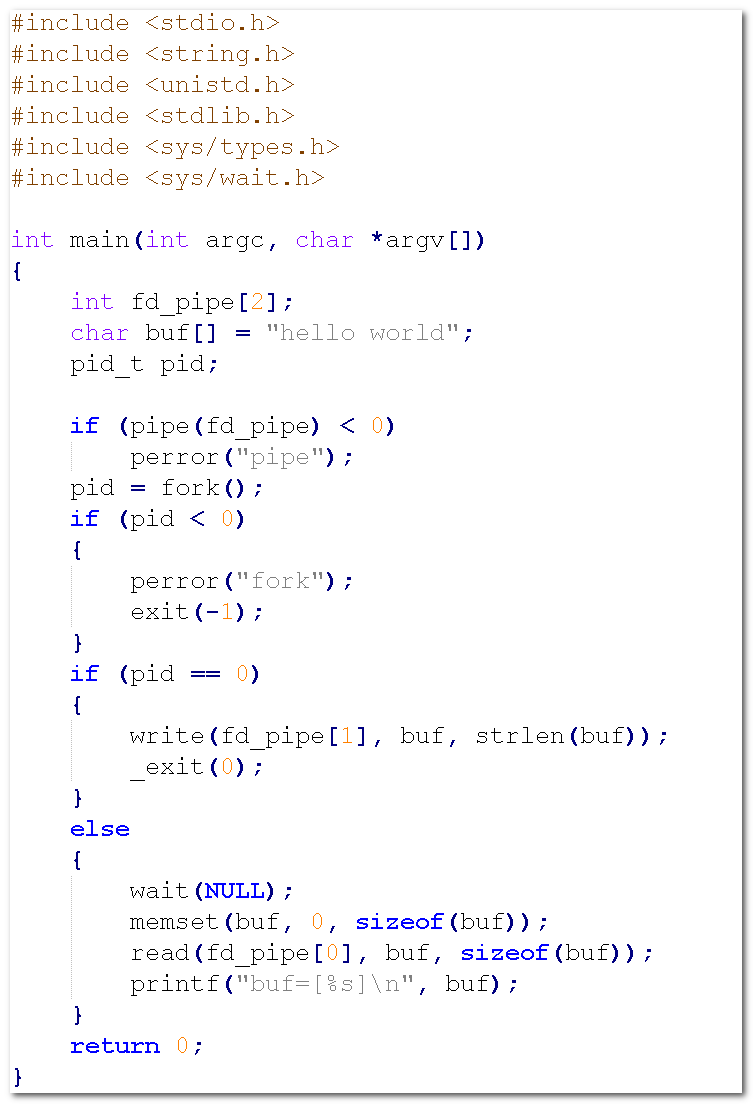 #include <stdio.h>
#include <string.h>
#include <unistd.h>
#include <stdlib.h>
#include <sys/types.h>
#include <sys/wait.h>

int main(int argc, char *argv[])
{
    int fd_pipe[2];
    char buf[] = "hello world";
    pid_t pid;

    if (pipe(fd_pipe) < 0)
        perror("pipe");
    pid = fork();
    if (pid < 0)
    {
        perror("fork");
        exit(-1);
    }
    if (pid == 0)
    {
        write(fd_pipe[1], buf, strlen(buf));
        _exit(0);
    }
    else
    {
        wait(NULL);
        memset(buf, 0, sizeof(buf));
        read(fd_pipe[0], buf, sizeof(buf));
        printf("buf=[%s]\n", buf);
    }
    return 0;
}